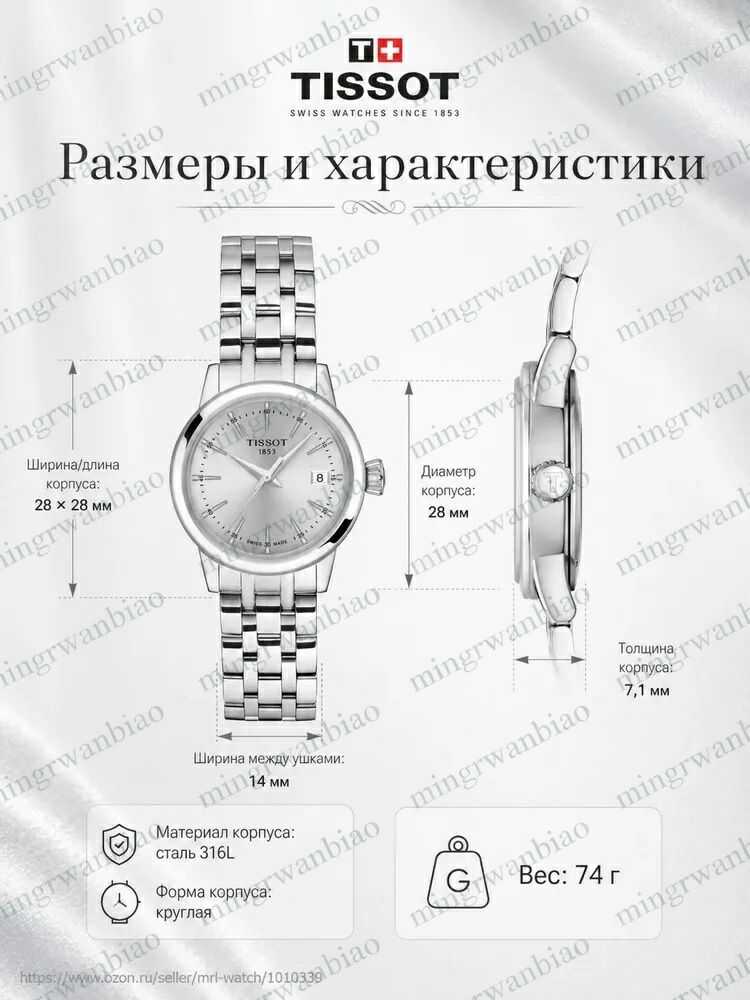 TISSOT
SWISS WATCHES SINCE 1853
Размеры и характеристики
Ширина/длина
корпуса:
28 × 28 мм
TISSOT
1853
8
SWISS MADE
Диаметр
корпуса:
28 мм
Толщина
корпуса:
7,1 мм
Ширина между ушками:
14 мм
Материал корпуса:
сталь 316L
Форма корпуса:
круглая
G
Вес: 74 г
https://www.ozon.ru/seller/mrl-watch/1010339
mingrwanbiao